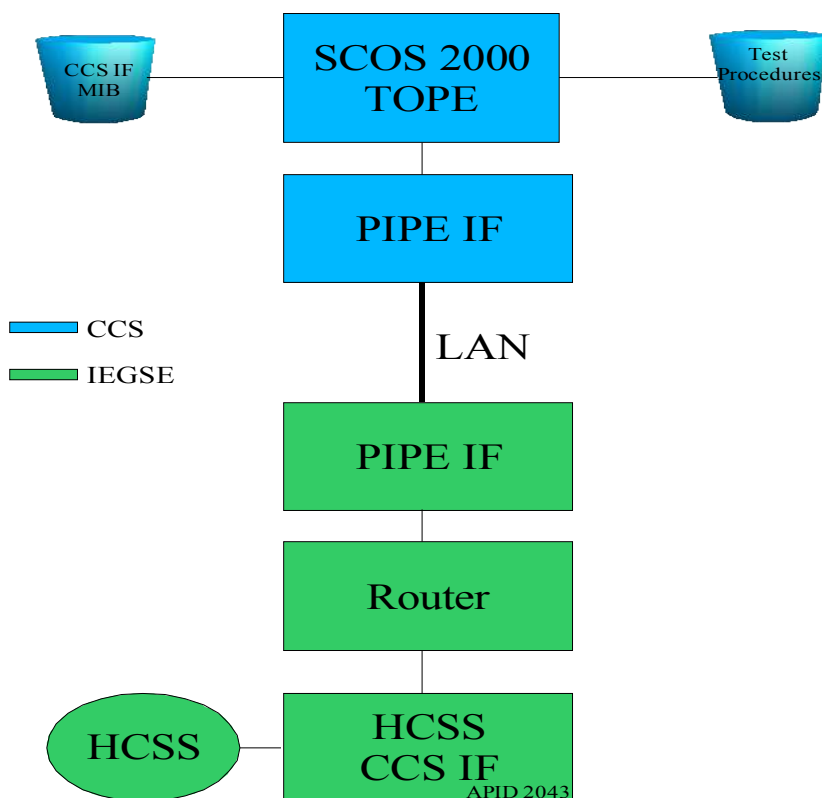 CCS IF
MIB
SCOS 2000
TOPE
Test
Procedures
PIPE IF
LAN
CCS
IEGSE
PIPE IF
Router
HCSS
HCSS
CCS IF
APID 2043